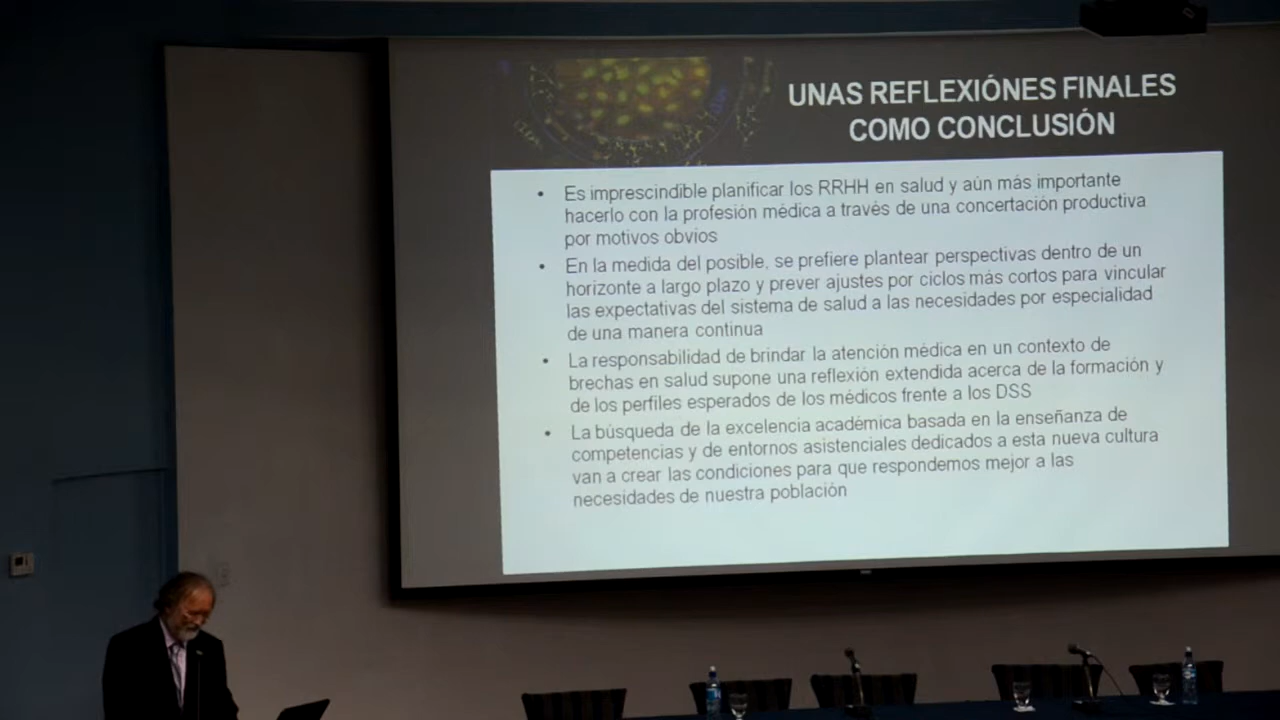 UNAS REFLEXIÓNES FINALES
COMO CONCLUSIÓN
• Es imprescindible planificar los RRHH en salud y aún más importante
hacerlo con la profesión médica a través de una concertación productiva
por motivos obvios
• En la medida del posible, se prefiere plantear perspectivas dentro de un
horizonte a largo plazo y prever ajustes por ciclos más cortos para vincular
las expectativas del sistema de salud a las necesidades por especialidad
de una manera continua
• La responsabilidad de brindar la atención médica en un contexto de
brechas en salud supone una reflexión extendida acerca de la formación y
de los perfiles esperados de los médicos frente a los DSS
• La búsqueda de la excelencia académica basada en la enseñanza de
competencias y de entornos asistenciales dedicados a esta nueva cultura
van a crear las condiciones para que respondemos mejor a las
necesidades de nuestra población